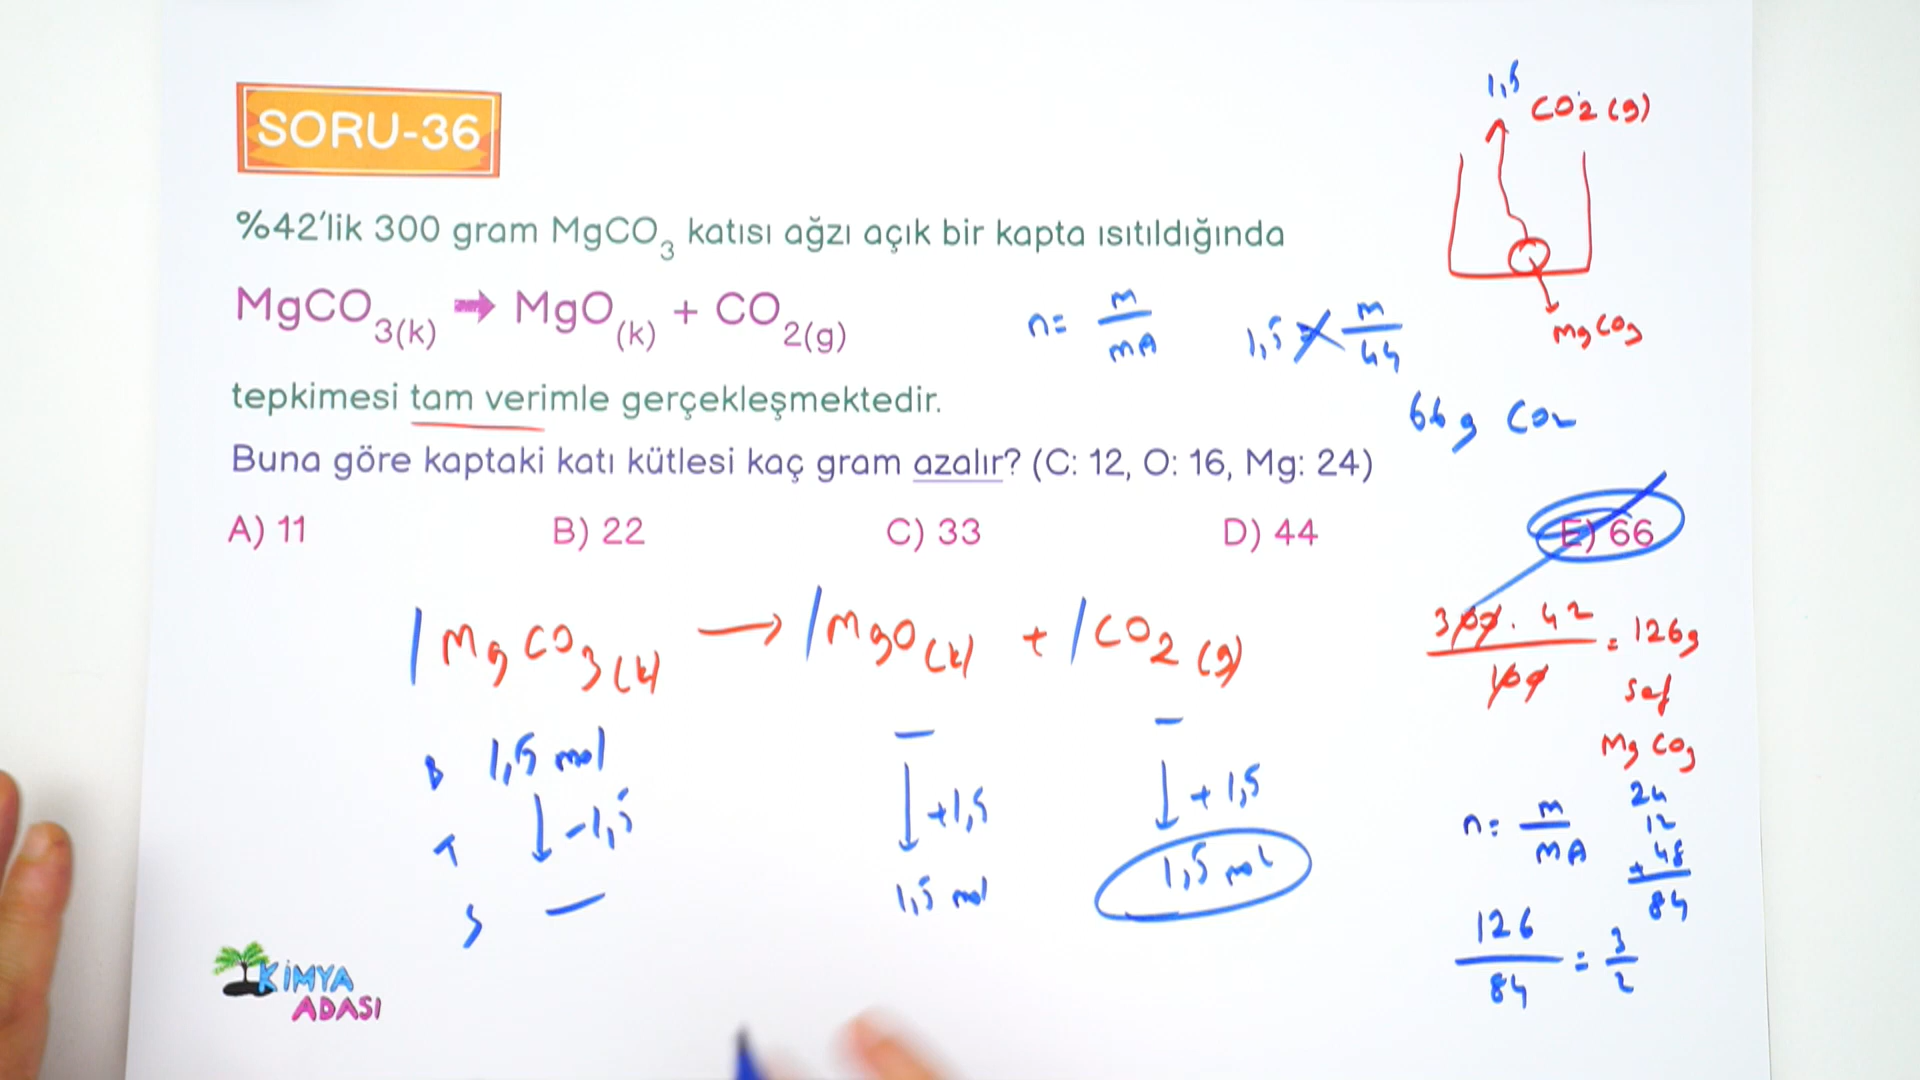 SORU-36
%42'lik 300 gram MgCO3 katısı ağzı açık bir kapta ısıtıldığında
MgCO3(k) ➡ MgO(k) + CO2(g)
tepkimesi tam verimle gerçekleşmektedir.
Buna göre kaptaki katı kütlesi kaç gram azalır? (C: 12, O: 16, Mg: 24)
A) 11 B) 22 C) 33 D) 44 E) 66
1,5
CO2 (g)
MgCO3
n= m/mA 1,5 = m/44
66 g CO2
1 MgCO3(k) → 1 MgO(k) + 1 CO2(g)
B 1,5 mol – –
T ↓ -1,5 ↓ +1,5 ↓ +1,5
S – 1,5 mol 1,5 mol
300 . 42 / 100 = 126g
saf
MgCO3
n= m/mA
24
12
+ 48
84
126/84 = 3/2
KİMYA
ADASI